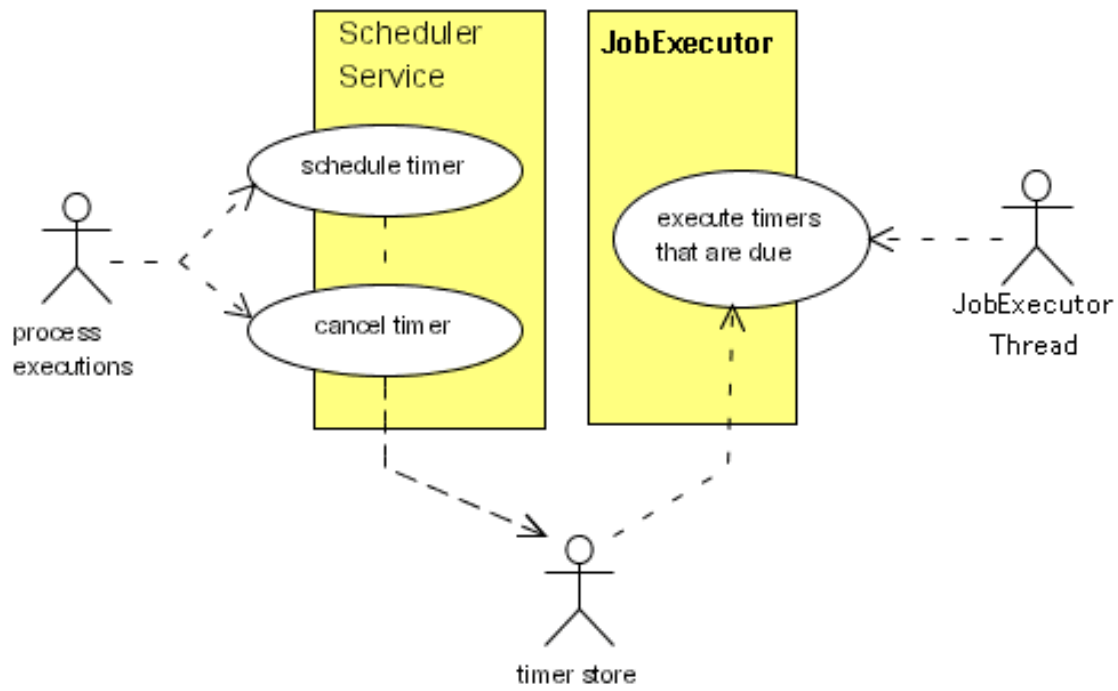 Scheduler
Service
JobExecutor
schedule timer
execute timers
that are due
cancel timer
process
executions
JobExecutor
Thread
timer store